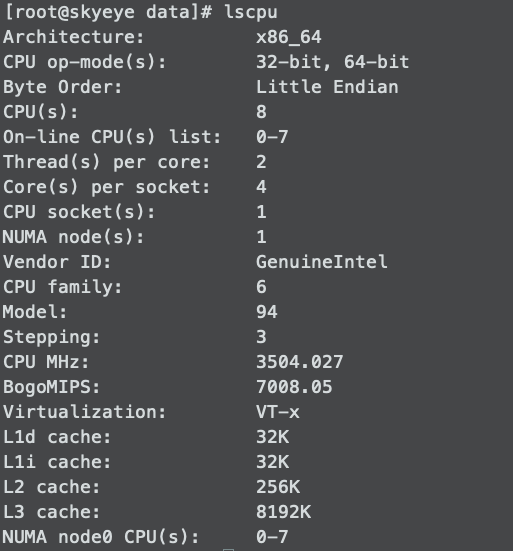 [root@skyeye data]# lscpu
Architecture:          x86_64
CPU op-mode(s):        32-bit, 64-bit
Byte Order:            Little Endian
CPU(s):                8
On-line CPU(s) list:   0-7
Thread(s) per core:    2
Core(s) per socket:    4
CPU socket(s):         1
NUMA node(s):          1
Vendor ID:             GenuineIntel
CPU family:            6
Model:                 94
Stepping:              3
CPU MHz:               3504.027
BogoMIPS:              7008.05
Virtualization:        VT-x
L1d cache:             32K
L1i cache:             32K
L2 cache:              256K
L3 cache:              8192K
NUMA node0 CPU(s):     0-7